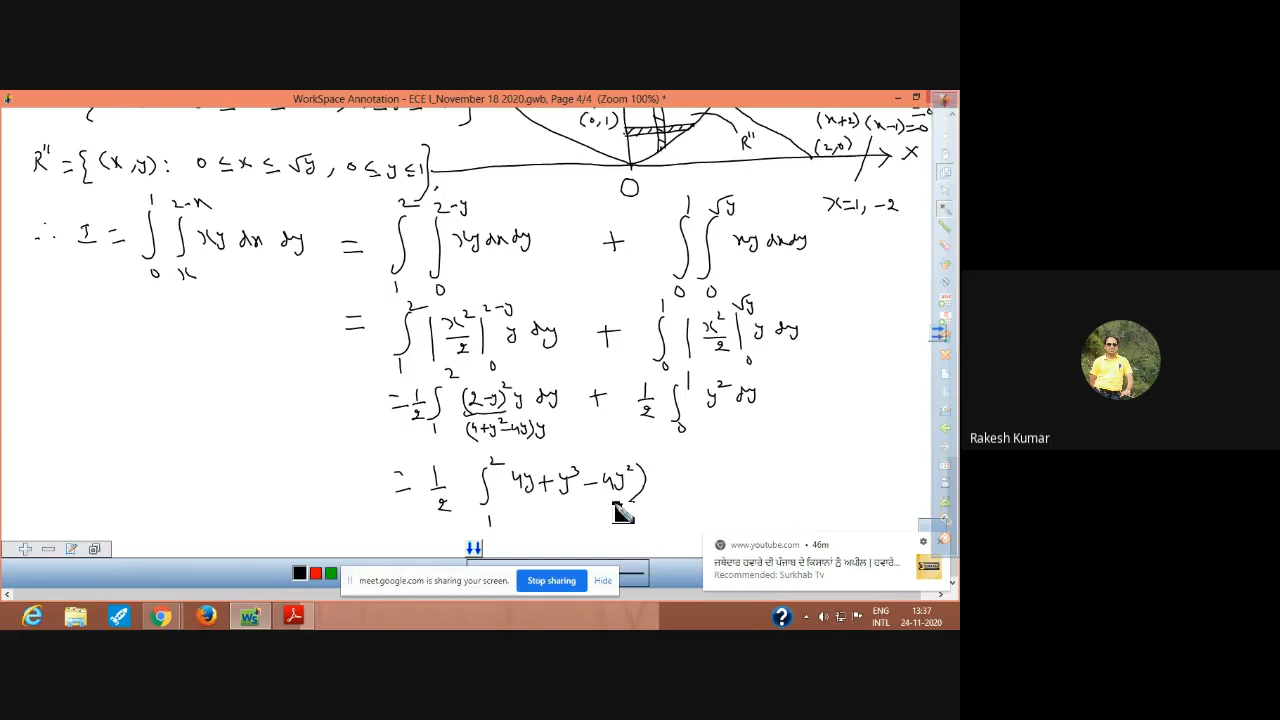 WorkSpace Annotation - ECE I_November 18 2020.gwb, Page 4/4 (Zoom 100%) *
(0,1)
(x+2) (x-1)=0
R"
(2,0)
X
R" = {(x,y): 0 ≤ x ≤ √y, 0 ≤ y ≤ 1},
O
x=1, -2
∴ I = ∫₀¹ ∫ₓ²⁻ˣ xy dx dy = ∫₁² ∫₀²⁻ʸ xy dx dy + ∫₀¹ ∫₀^√y xy dx dy
= ∫₁² |x²/2|₀²⁻ʸ y dy + ∫₀¹ |x²/2|₀^√y y dy
= 1/2 ∫₁² (2-y)² y dy + 1/2 ∫₀¹ y² dy
(4+y²-4y)y
= 1/2 ∫₁² 4y + y³ - 4y²)
Rakesh Kumar
www.youtube.com • 46m
ਜਥੇਦਾਰ ਹਵਾਰੇ ਦੀ ਪੰਜਾਬ ਦੇ ਕਿਸਾਨਾਂ ਨੂੰ ਅਪੀਲ | ਹਵਾਰੇ...
Recommended: Surkhab Tv
meet.google.com is sharing your screen. Stop sharing Hide
ENG 13:37
INTL 24-11-2020